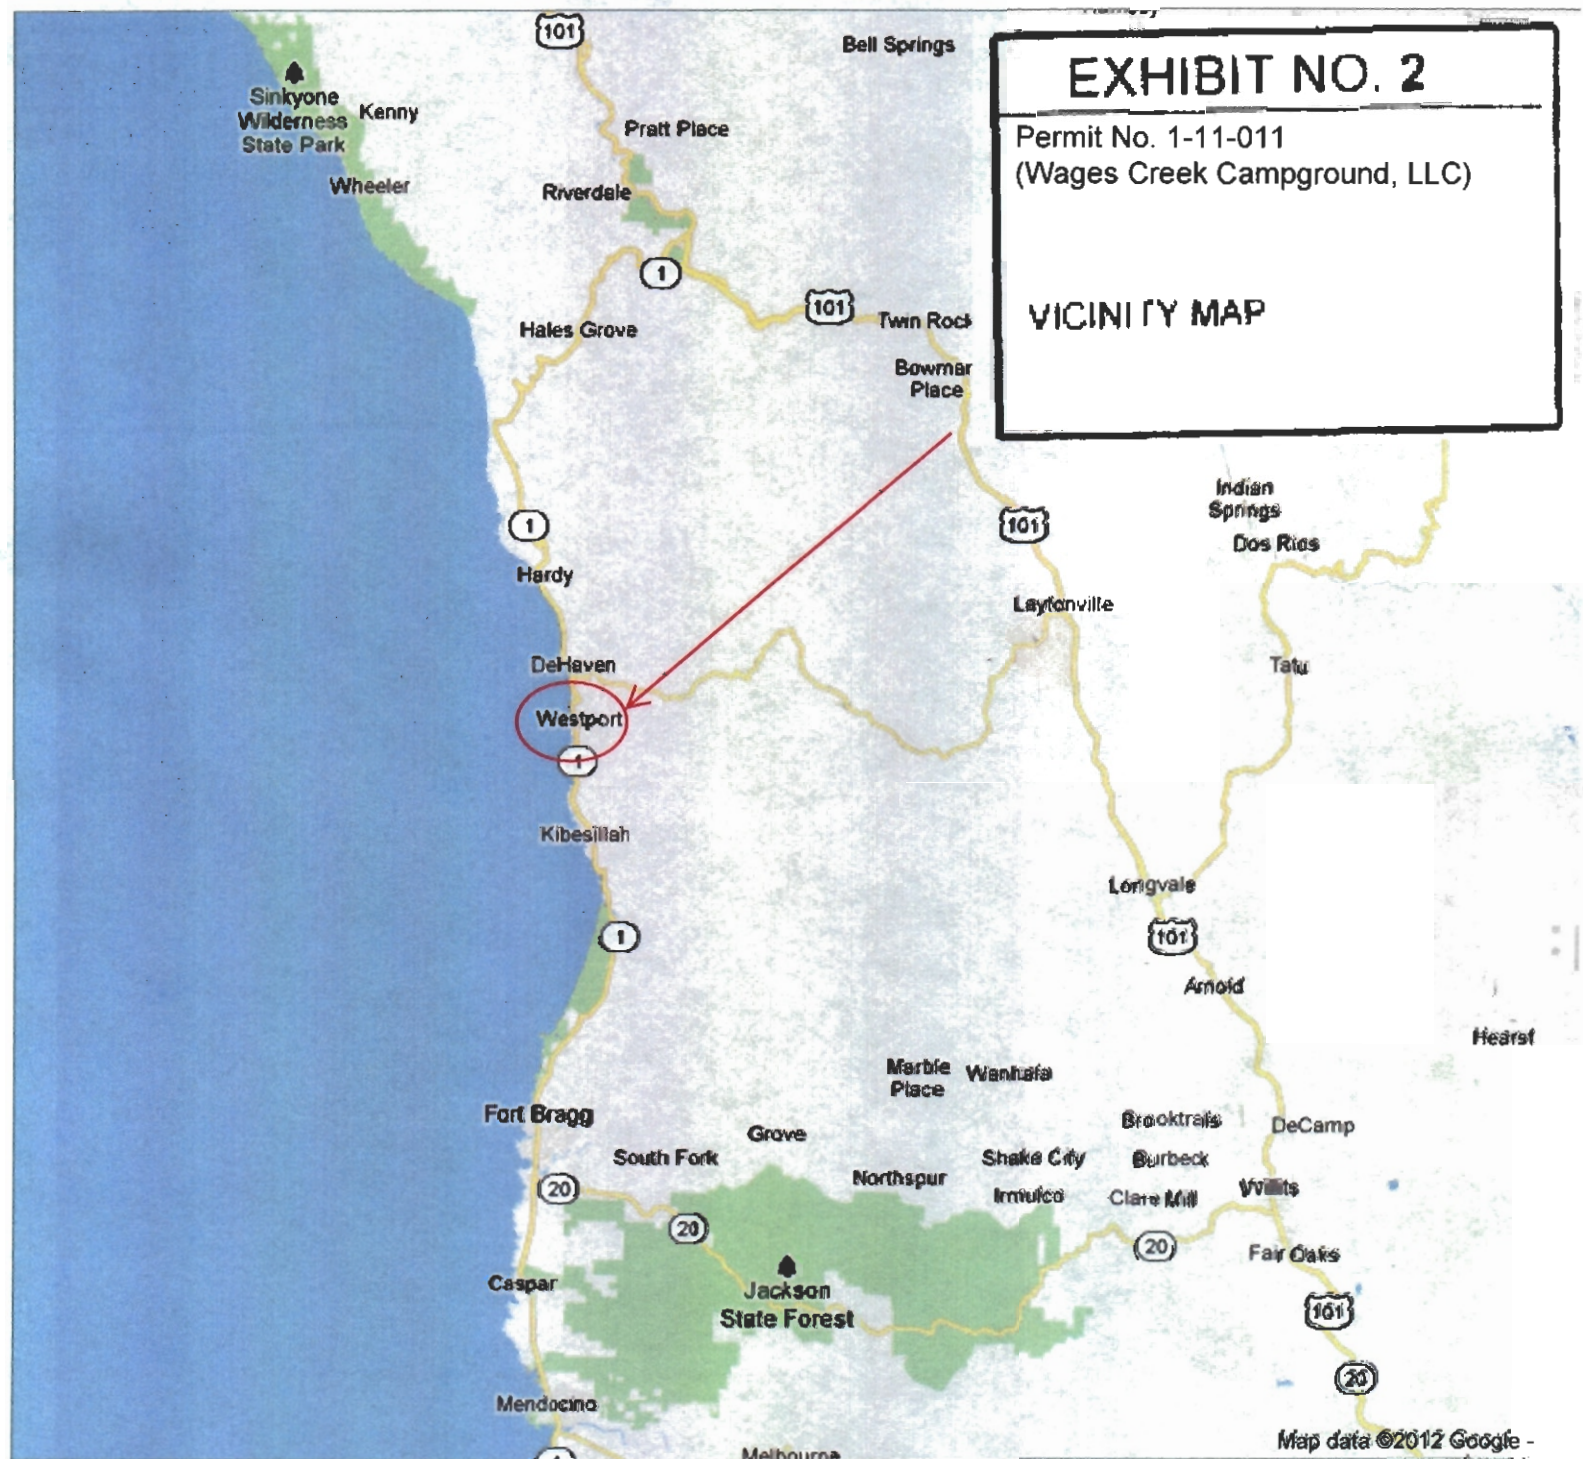 101
Bell Springs
EXHIBIT NO. 2
Sinkyone
Wilderness
State Park
Kenny
Pratt Place
Permit No. 1-11-011
(Wages Creek Campground, LLC)
Wheeler
Riverdale
1
101
VICINITY MAP
Hales Grove
Twin Rock
Bowmar
Place
Indian
Springs
1
101
Dos Rios
Hardy
Laytonville
DeHaven
Tatu
Westport
1
Kibesillah
Longvale
1
101
Arnold
Hearst
Marble
Place
Wanhala
Fort Bragg
Brooktrails
DeCamp
Grove
South Fork
Shake City
Burbeck
Northspur
20
Irmulco
Clare Mill
Willits
20
20
Fair Oaks
Caspar
Jackson
State Forest
101
20
Mendocino
Map data ©2012 Google -
1
Melbourne